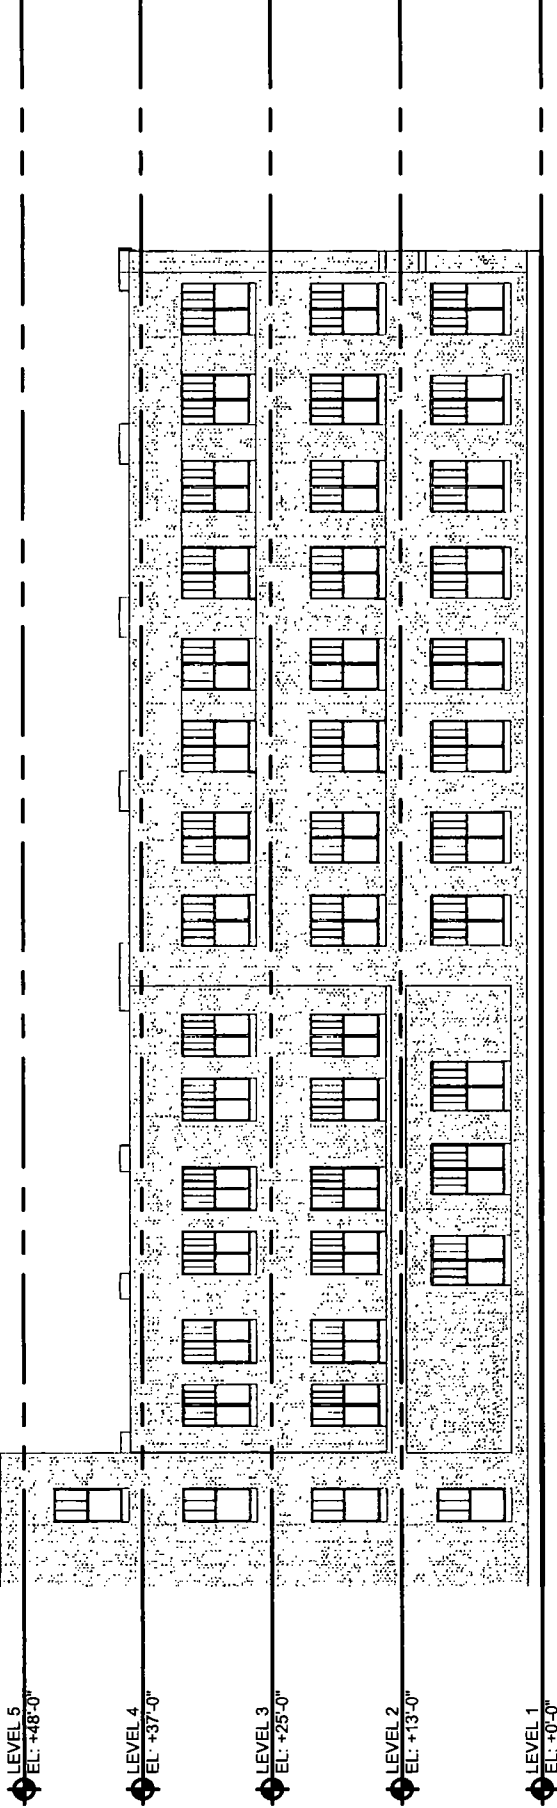 LEVEL 5
EL: +48'-0"
LEVEL 4
EL: +37'-0"
LEVEL 3
EL: +25'-0"
LEVEL 2
EL: +13'-0"
LEVEL 1
EL: +0'-0"